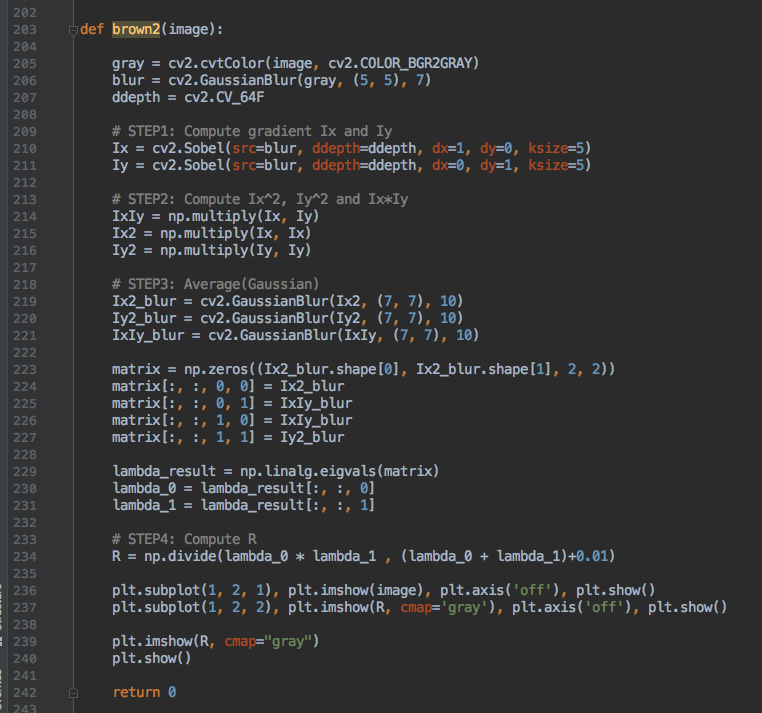 202
203 def brown2(image):
204
205 gray = cv2.cvtColor(image, cv2.COLOR_BGR2GRAY)
206 blur = cv2.GaussianBlur(gray, (5, 5), 7)
207 ddepth = cv2.CV_64F
208
209 # STEP1: Compute gradient Ix and Iy
210 Ix = cv2.Sobel(src=blur, ddepth=ddepth, dx=1, dy=0, ksize=5)
211 Iy = cv2.Sobel(src=blur, ddepth=ddepth, dx=0, dy=1, ksize=5)
212
213 # STEP2: Compute Ix^2, Iy^2 and Ix*Iy
214 IxIy = np.multiply(Ix, Iy)
215 Ix2 = np.multiply(Ix, Ix)
216 Iy2 = np.multiply(Iy, Iy)
217
218 # STEP3: Average(Gaussian)
219 Ix2_blur = cv2.GaussianBlur(Ix2, (7, 7), 10)
220 Iy2_blur = cv2.GaussianBlur(Iy2, (7, 7), 10)
221 IxIy_blur = cv2.GaussianBlur(IxIy, (7, 7), 10)
222
223 matrix = np.zeros((Ix2_blur.shape[0], Ix2_blur.shape[1], 2, 2))
224 matrix[:, :, 0, 0] = Ix2_blur
225 matrix[:, :, 0, 1] = IxIy_blur
226 matrix[:, :, 1, 0] = IxIy_blur
227 matrix[:, :, 1, 1] = Iy2_blur
228
229 lambda_result = np.linalg.eigvals(matrix)
230 lambda_0 = lambda_result[:, :, 0]
231 lambda_1 = lambda_result[:, :, 1]
232
233 # STEP4: Compute R
234 R = np.divide(lambda_0 * lambda_1 , (lambda_0 + lambda_1)+0.01)
235
236 plt.subplot(1, 2, 1), plt.imshow(image), plt.axis('off'), plt.show()
237 plt.subplot(1, 2, 2), plt.imshow(R, cmap='gray'), plt.axis('off'), plt.show()
238
239 plt.imshow(R, cmap="gray")
240 plt.show()
241
242 return 0
243